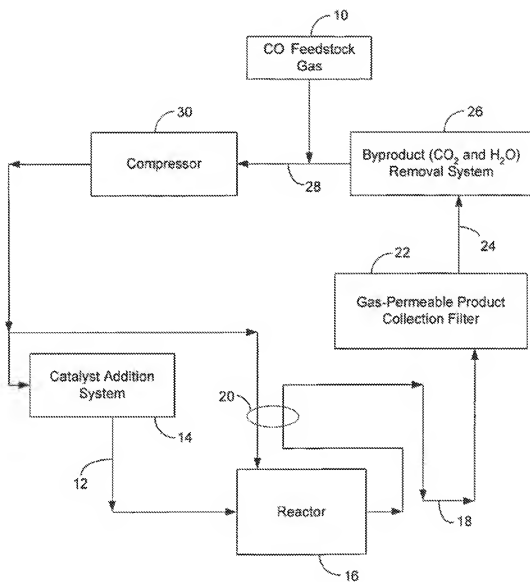 10
CO Feedstock
Gas
30
26
Compressor
Byproduct (CO₂ and H₂O)
Removal System
28
24
22
Gas-Permeable Product
Collection Filter
Catalyst Addition
System
20
14
12
18
Reactor
16